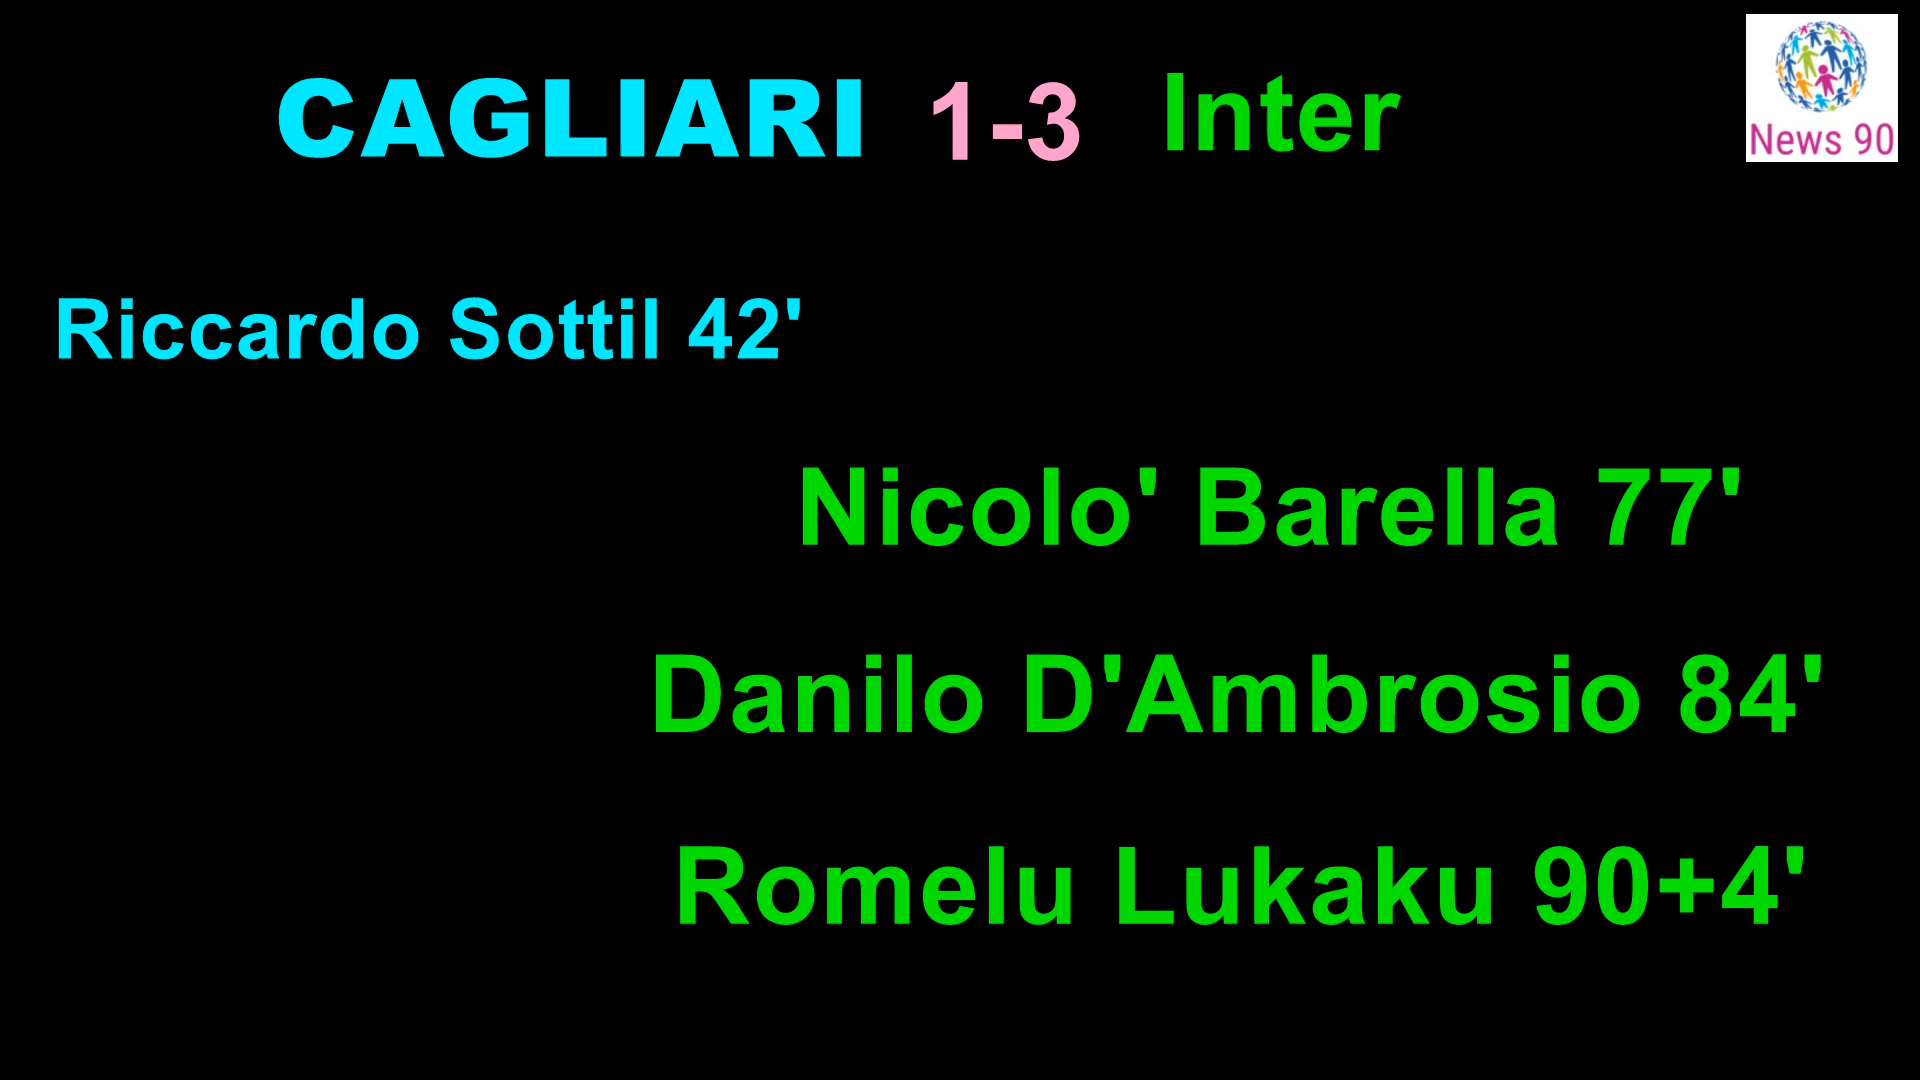 CAGLIARI 1-3 Inter
News 90
Riccardo Sottil 42'
Nicolo' Barella 77'
Danilo D'Ambrosio 84'
Romelu Lukaku 90+4'